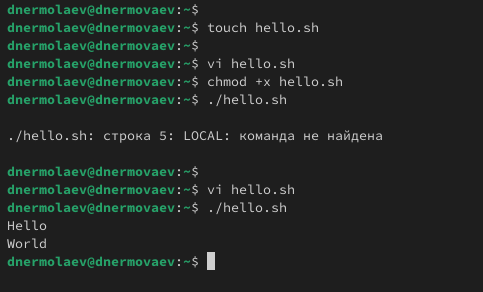 dnermolaev@dnermovaev:~$
dnermolaev@dnermovaev:~$ touch hello.sh
dnermolaev@dnermovaev:~$
dnermolaev@dnermovaev:~$ vi hello.sh
dnermolaev@dnermovaev:~$ chmod +x hello.sh
dnermolaev@dnermovaev:~$ ./hello.sh
./hello.sh: строка 5: LOCAL: команда не найдена
dnermolaev@dnermovaev:~$
dnermolaev@dnermovaev:~$ vi hello.sh
dnermolaev@dnermovaev:~$ ./hello.sh
Hello
World
dnermolaev@dnermovaev:~$